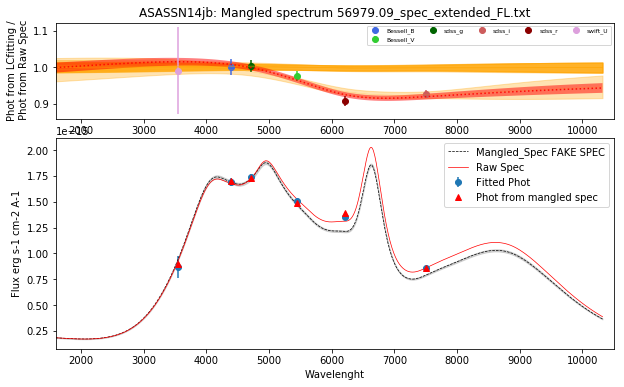 ASASSN14jb: Mangled spectrum 56979.09_spec_extended_FL.txt
Phot from LCfitting /
Phot from Raw Spec
1.1
1.0
0.9
Bessell_B
Bessell_V
sdss_g
sdss_i
sdss_r
swift_U
2000 3000 4000 5000 6000 7000 8000 9000 10000
Flux erg s-1 cm-2 A-1
2.00
1.75
1.50
1.25
1.00
0.75
0.50
0.25
Mangled_Spec FAKE SPEC
Raw Spec
Fitted Phot
Phot from mangled spec
2000 3000 4000 5000 6000 7000 8000 9000 10000
Wavelenght